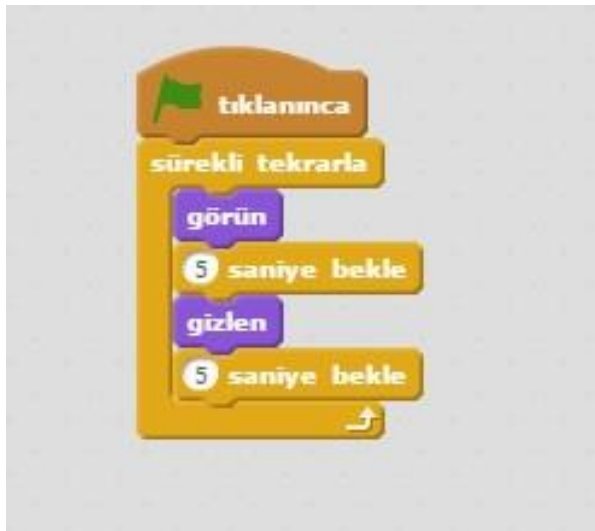 tıklanınca
sürekli tekrarla
görün
5 saniye bekle
gizlen
5 saniye bekle